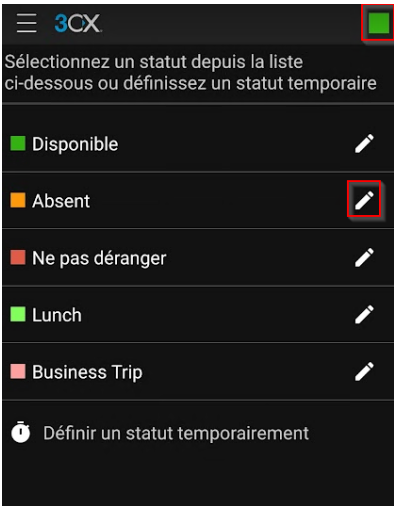 3CX
Sélectionnez un statut depuis la liste
ci-dessous ou définissez un statut temporaire
Disponible
Absent
Ne pas déranger
Lunch
Business Trip
Définir un statut temporairement